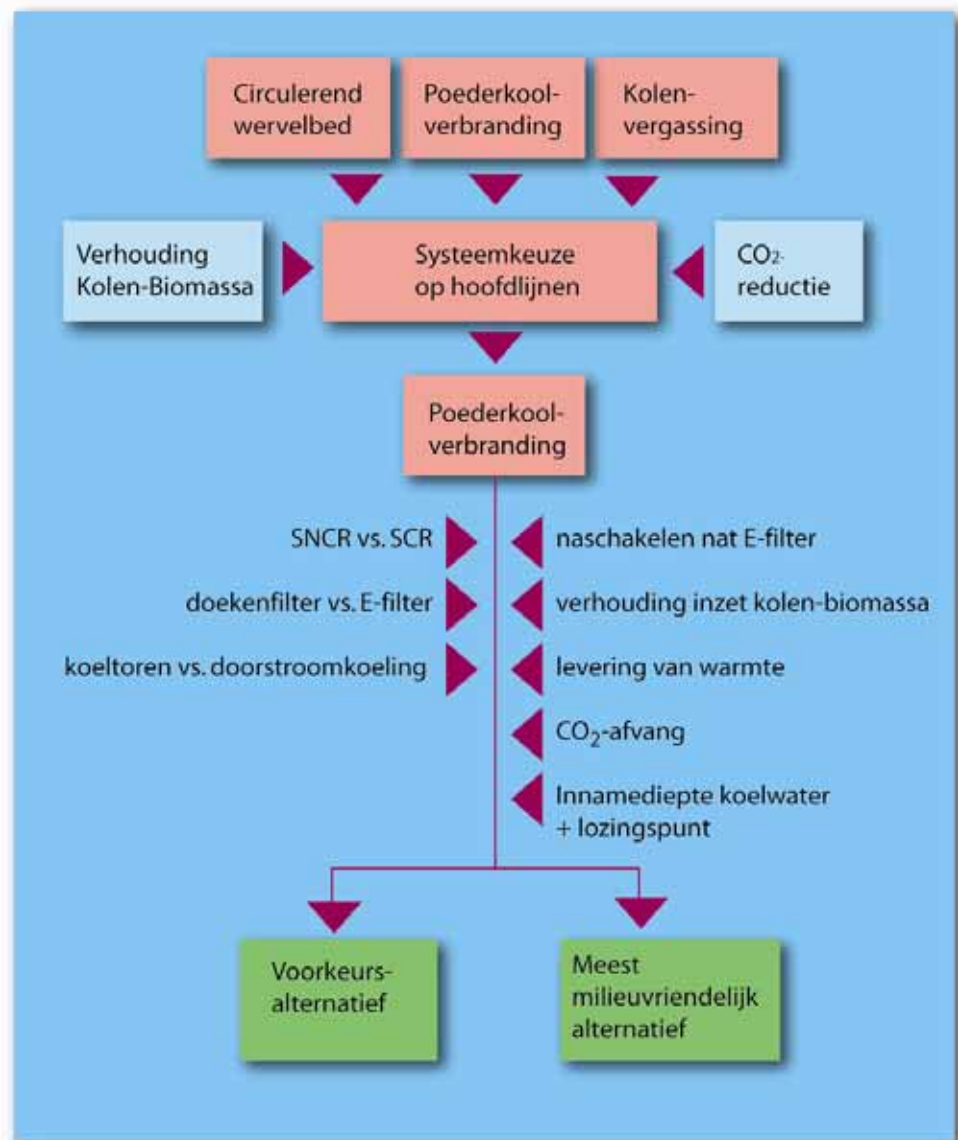 Circulerend
wervelbed
Poederkool-
verbranding
Kolen-
vergassing
Verhouding
Kolen-Biomassa
Systeemkeuze
op hoofdlijnen
CO2-
reductie
Poederkool-
verbranding
SNCR vs. SCR
naschakelen nat E-filter
doekenfilter vs. E-filter
verhouding inzet kolen-biomassa
koeltoren vs. doorstroomkoeling
levering van warmte
CO2-afvang
Innamediepte koelwater
+ lozingspunt
Voorkeurs-
alternatief
Meest
milieuvriendelijk
alternatief